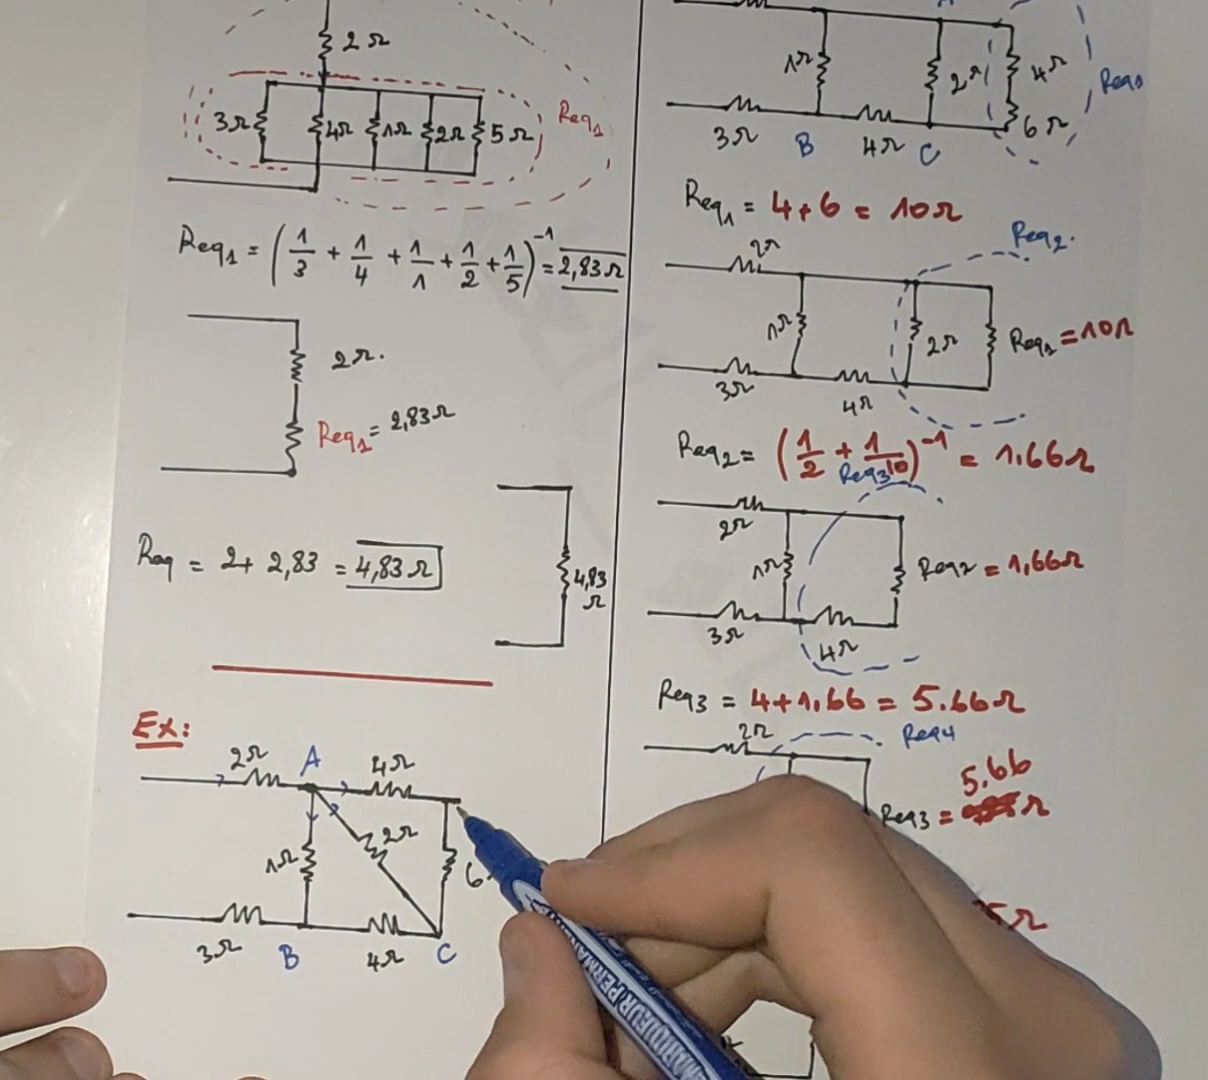 2Ω
3Ω 4Ω 1Ω 2Ω 5Ω Req1
Req1 = (1/3 + 1/4 + 1/1 + 1/2 + 1/5)^-1 = 2,83Ω
2Ω.
Req1 = 2,83Ω
Req = 2+ 2,83 = 4,83Ω
4,83
Ω
Ex:
2Ω A 4Ω
1Ω 2Ω 6
3Ω B 4Ω C
1Ω 2Ω 4Ω Req1
6Ω
3Ω B 4Ω C
Req1 = 4+6 = 10Ω
2Ω Req2.
1Ω 2Ω Req1 = 10Ω
3Ω 4Ω
Req2 = (1/2 + 1/10)^-1 = 1.66Ω
Req3
2Ω
1Ω Req2 = 1,66Ω
3Ω 4Ω
Req3 = 4+1,66 = 5.66Ω
2Ω Req4
5.66
Req3 = Ω
Ω
MARQUEUR PERMANENT